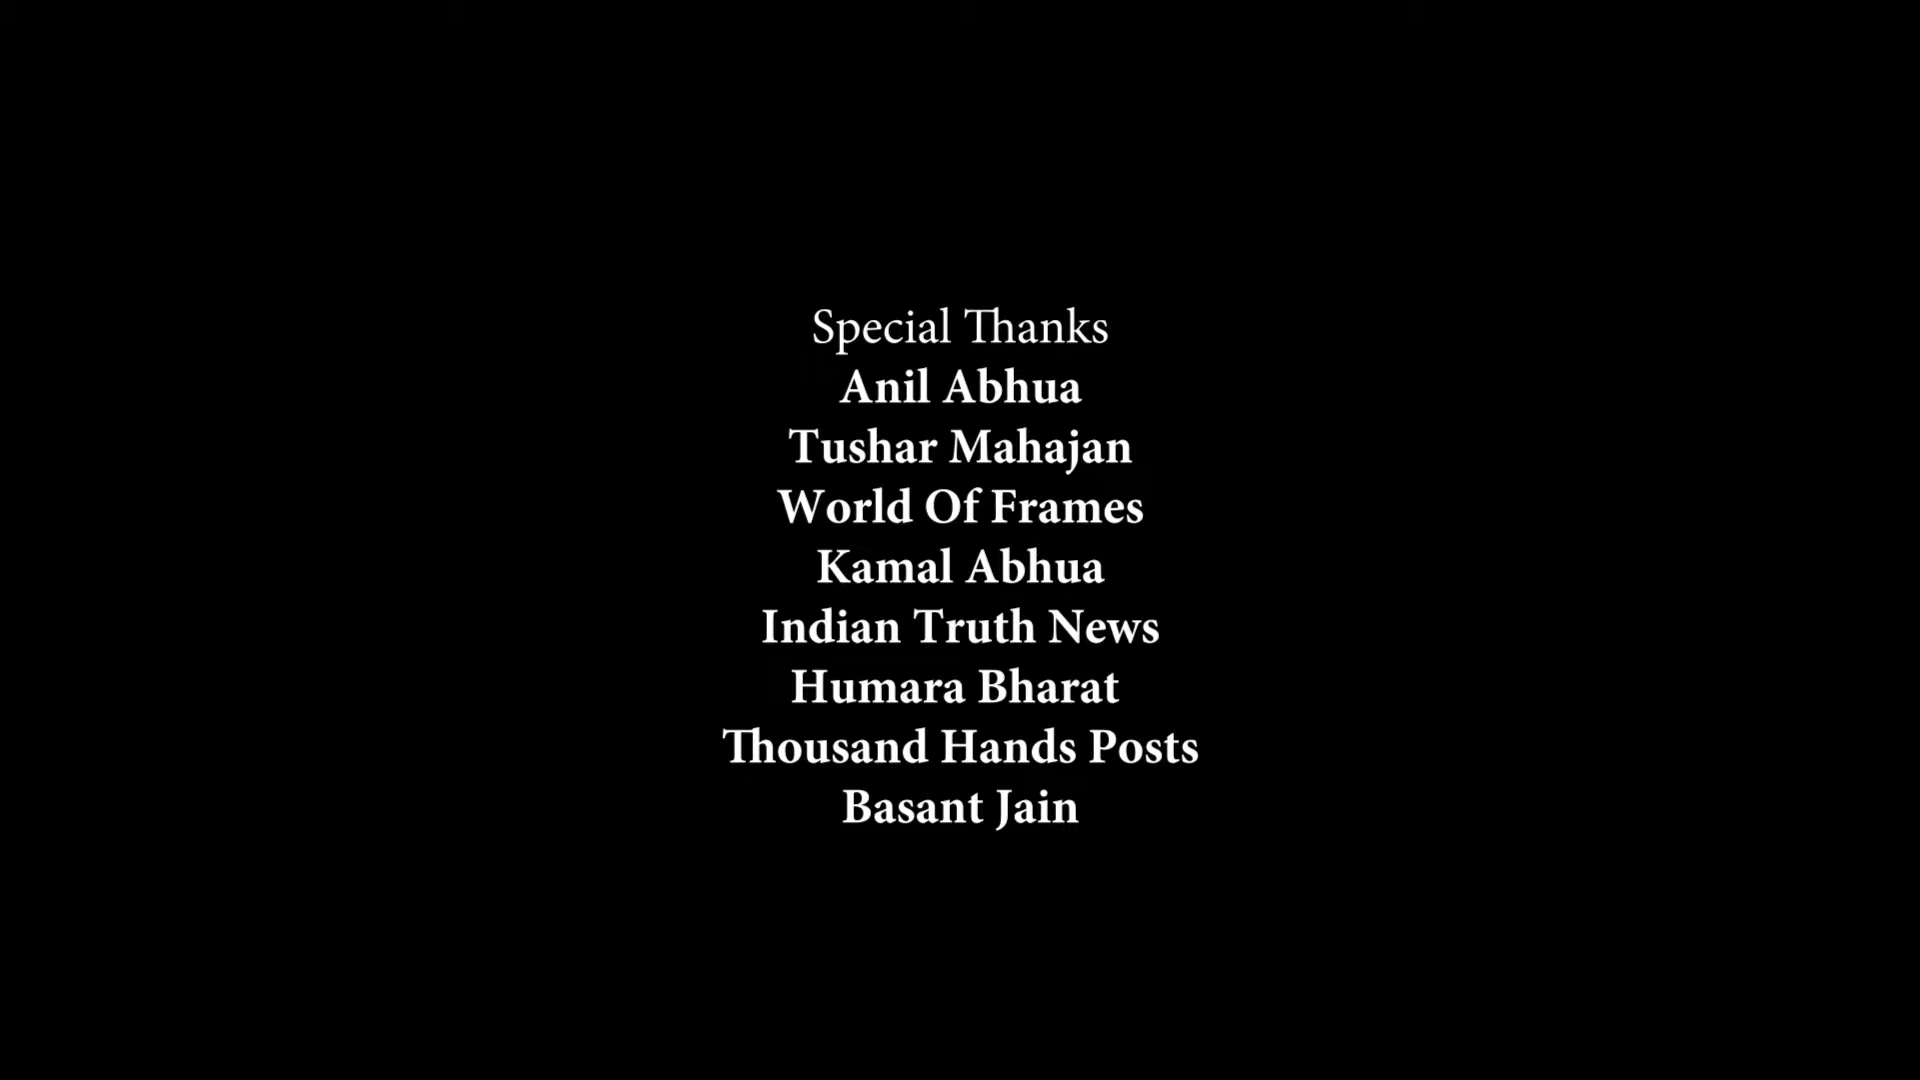 Special Thanks
Anil Abhua
Tushar Mahajan
World Of Frames
Kamal Abhua
Indian Truth News
Humara Bharat
Thousand Hands Posts
Basant Jain